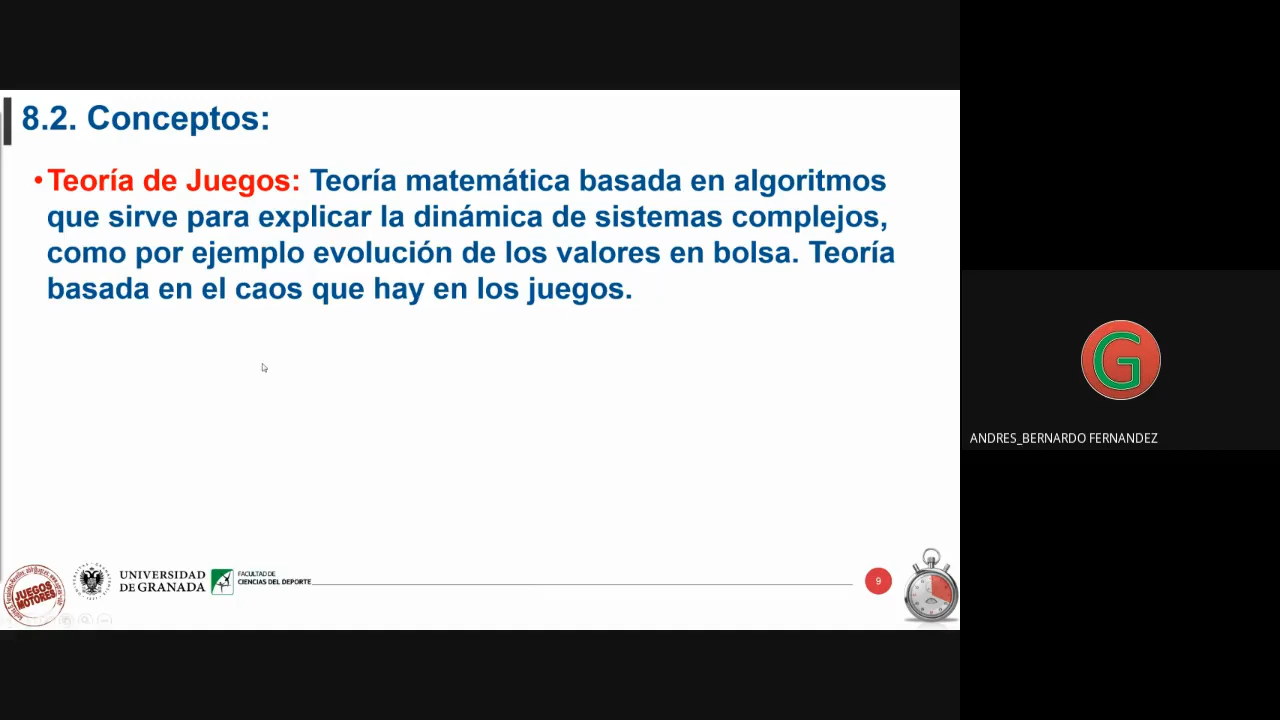 8.2. Conceptos:
•Teoría de Juegos: Teoría matemática basada en algoritmos
que sirve para explicar la dinámica de sistemas complejos,
como por ejemplo evolución de los valores en bolsa. Teoría
basada en el caos que hay en los juegos.
G
ANDRES_BERNARDO FERNANDEZ
JUEGOS
MOTORES
UNIVERSIDAD
DE GRANADA
FACULTAD DE
CIENCIAS DEL DEPORTE
9